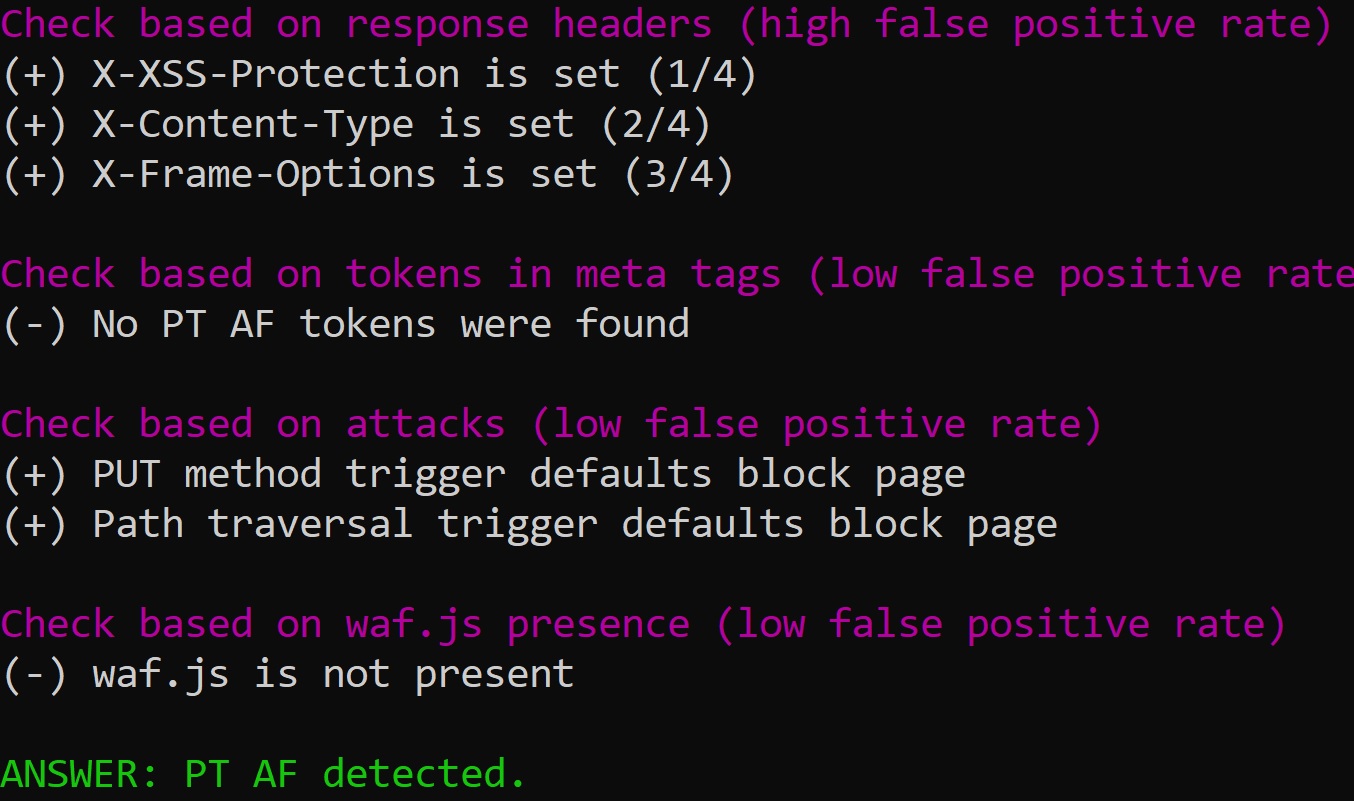 Check based on response headers (high false positive rate)
(+) X-XSS-Protection is set (1/4)
(+) X-Content-Type is set (2/4)
(+) X-Frame-Options is set (3/4)
Check based on tokens in meta tags (low false positive rate
(-) No PT AF tokens were found
Check based on attacks (low false positive rate)
(+) PUT method trigger defaults block page
(+) Path traversal trigger defaults block page
Check based on waf.js presence (low false positive rate)
(-) waf.js is not present
ANSWER: PT AF detected.